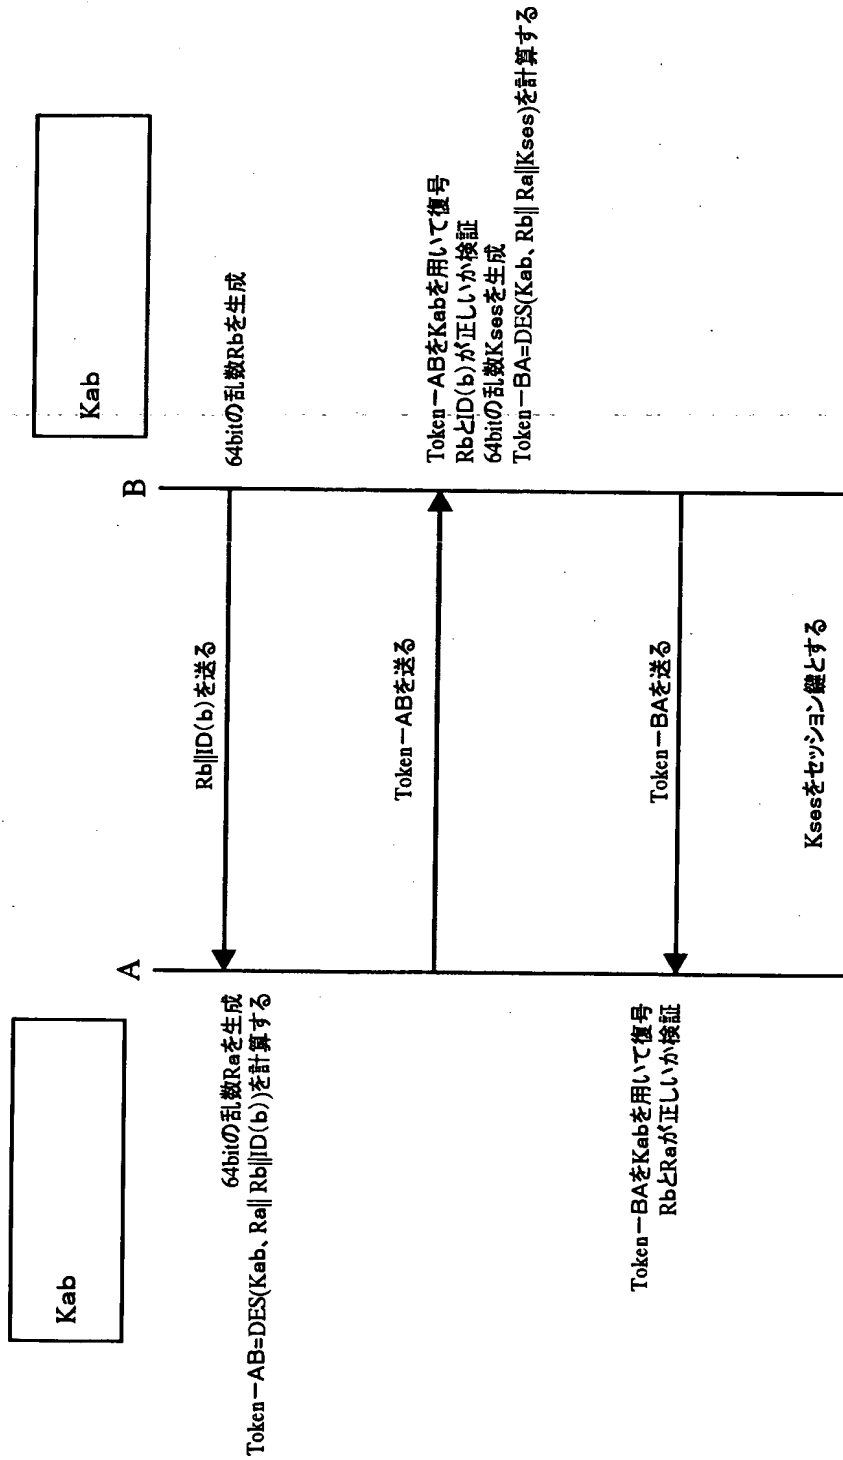 Kab
Kab
A
B
64bitの乱数Rbを生成
Rb||ID(b)を送る
64bitの乱数Raを生成
Token－AB=DES(Kab、Ra|| Rb||ID(b))を計算する
Token－ABを送る
Token－ABをKabを用いて復号
RbとID(b)が正しいか検証
64bitの乱数Ksesを生成
Token－BA=DES(Kab、Rb|| Ra||Kses)を計算する
Token－BAを送る
Token－BAをKabを用いて復号
RbとRaが正しいか検証
Ksesをセッション鍵とする